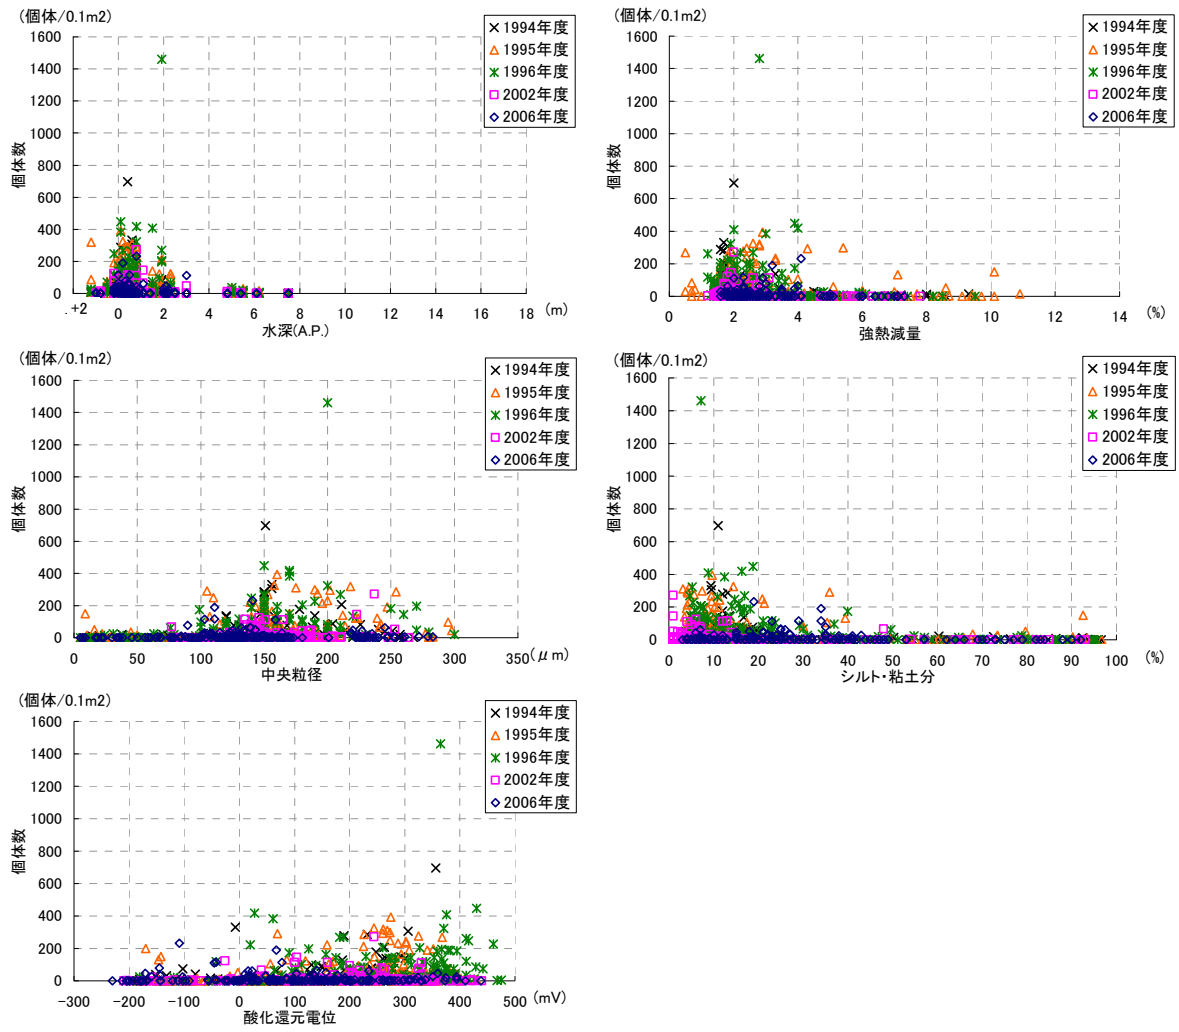 (個体/0.1m2)
1600
1400
1200
1000
800
600
400
200
0
個体数
+2 0 2 4 6 8 10 12 14 16 18 (m)
水深(A.P.)
1994年度
1995年度
1996年度
2002年度
2006年度
(個体/0.1m2)
1600
1400
1200
1000
800
600
400
200
0
個体数
0 2 4 6 8 10 12 14 (%)
強熱減量
1994年度
1995年度
1996年度
2002年度
2006年度
(個体/0.1m2)
1600
1400
1200
1000
800
600
400
200
0
個体数
0 50 100 150 200 250 300 350 (μm)
中央粒径
1994年度
1995年度
1996年度
2002年度
2006年度
(個体/0.1m2)
1600
1400
1200
1000
800
600
400
200
0
個体数
0 10 20 30 40 50 60 70 80 90 100 (%)
シルト・粘土分
1994年度
1995年度
1996年度
2002年度
2006年度
(個体/0.1m2)
1600
1400
1200
1000
800
600
400
200
0
個体数
-300 -200 -100 0 100 200 300 400 500 (mV)
酸化還元電位
1994年度
1995年度
1996年度
2002年度
2006年度